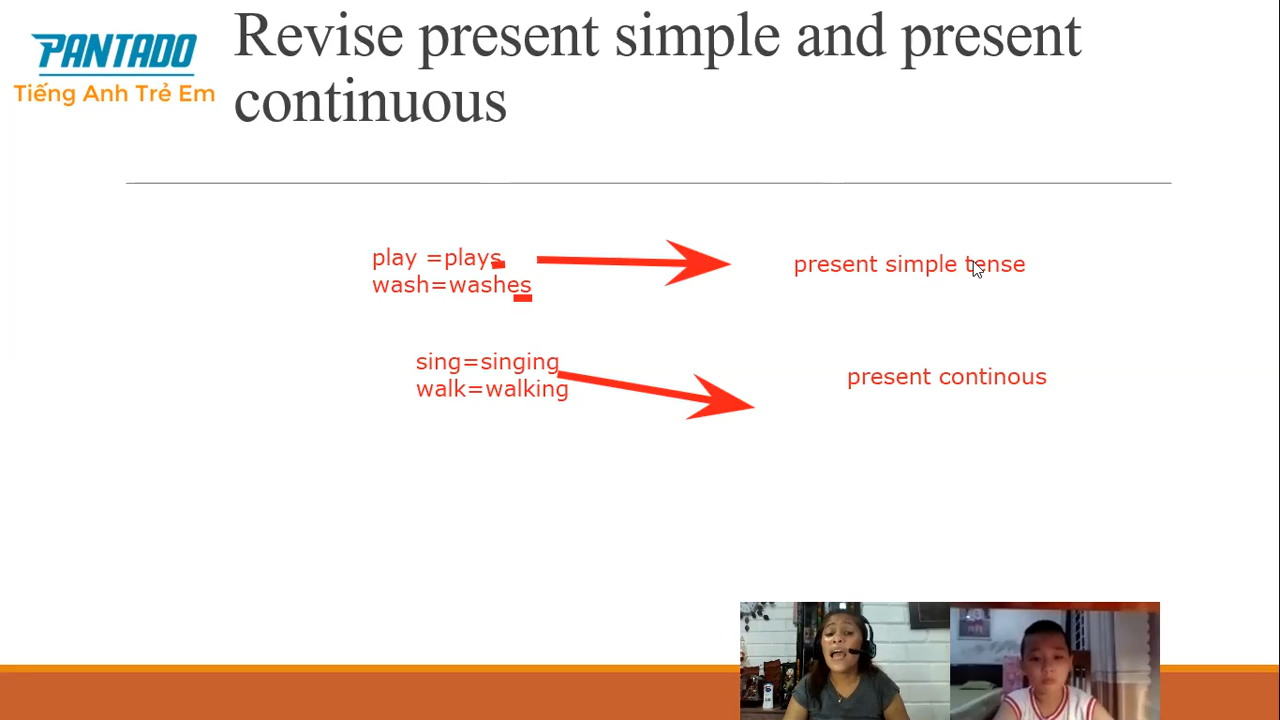 PANTADO
Tiếng Anh Trẻ Em
Revise present simple and present
continuous
play =plays
wash=washes
present simple tense
sing=singing
walk=walking
present continous